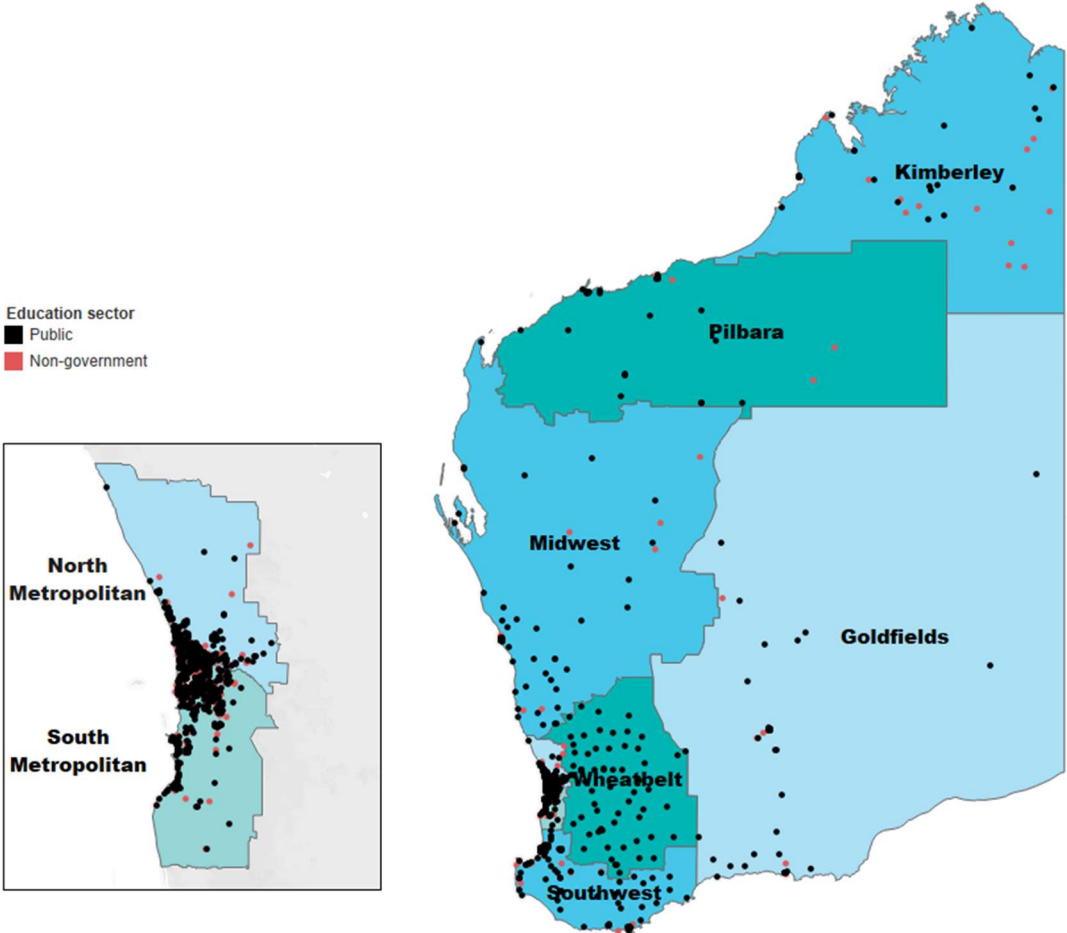 Kimberley
Pilbara
Education sector
Public
Non-government
Midwest
North
Metropolitan
Goldfields
South
Metropolitan
Wheatbelt
Southwest